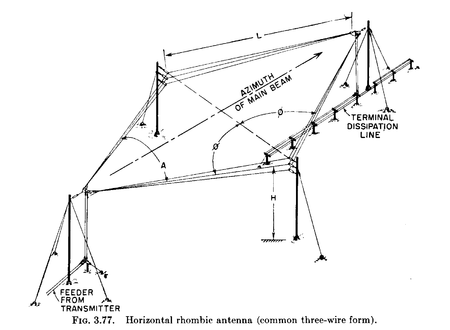 L
AZIMUTH
OF MAIN BEAM
TERMINAL
DISSIPATION
LINE
Ø
Ø
A
H
FEEDER
FROM
TRANSMITTER
FIG. 3.77. Horizontal rhombic antenna (common three-wire form).